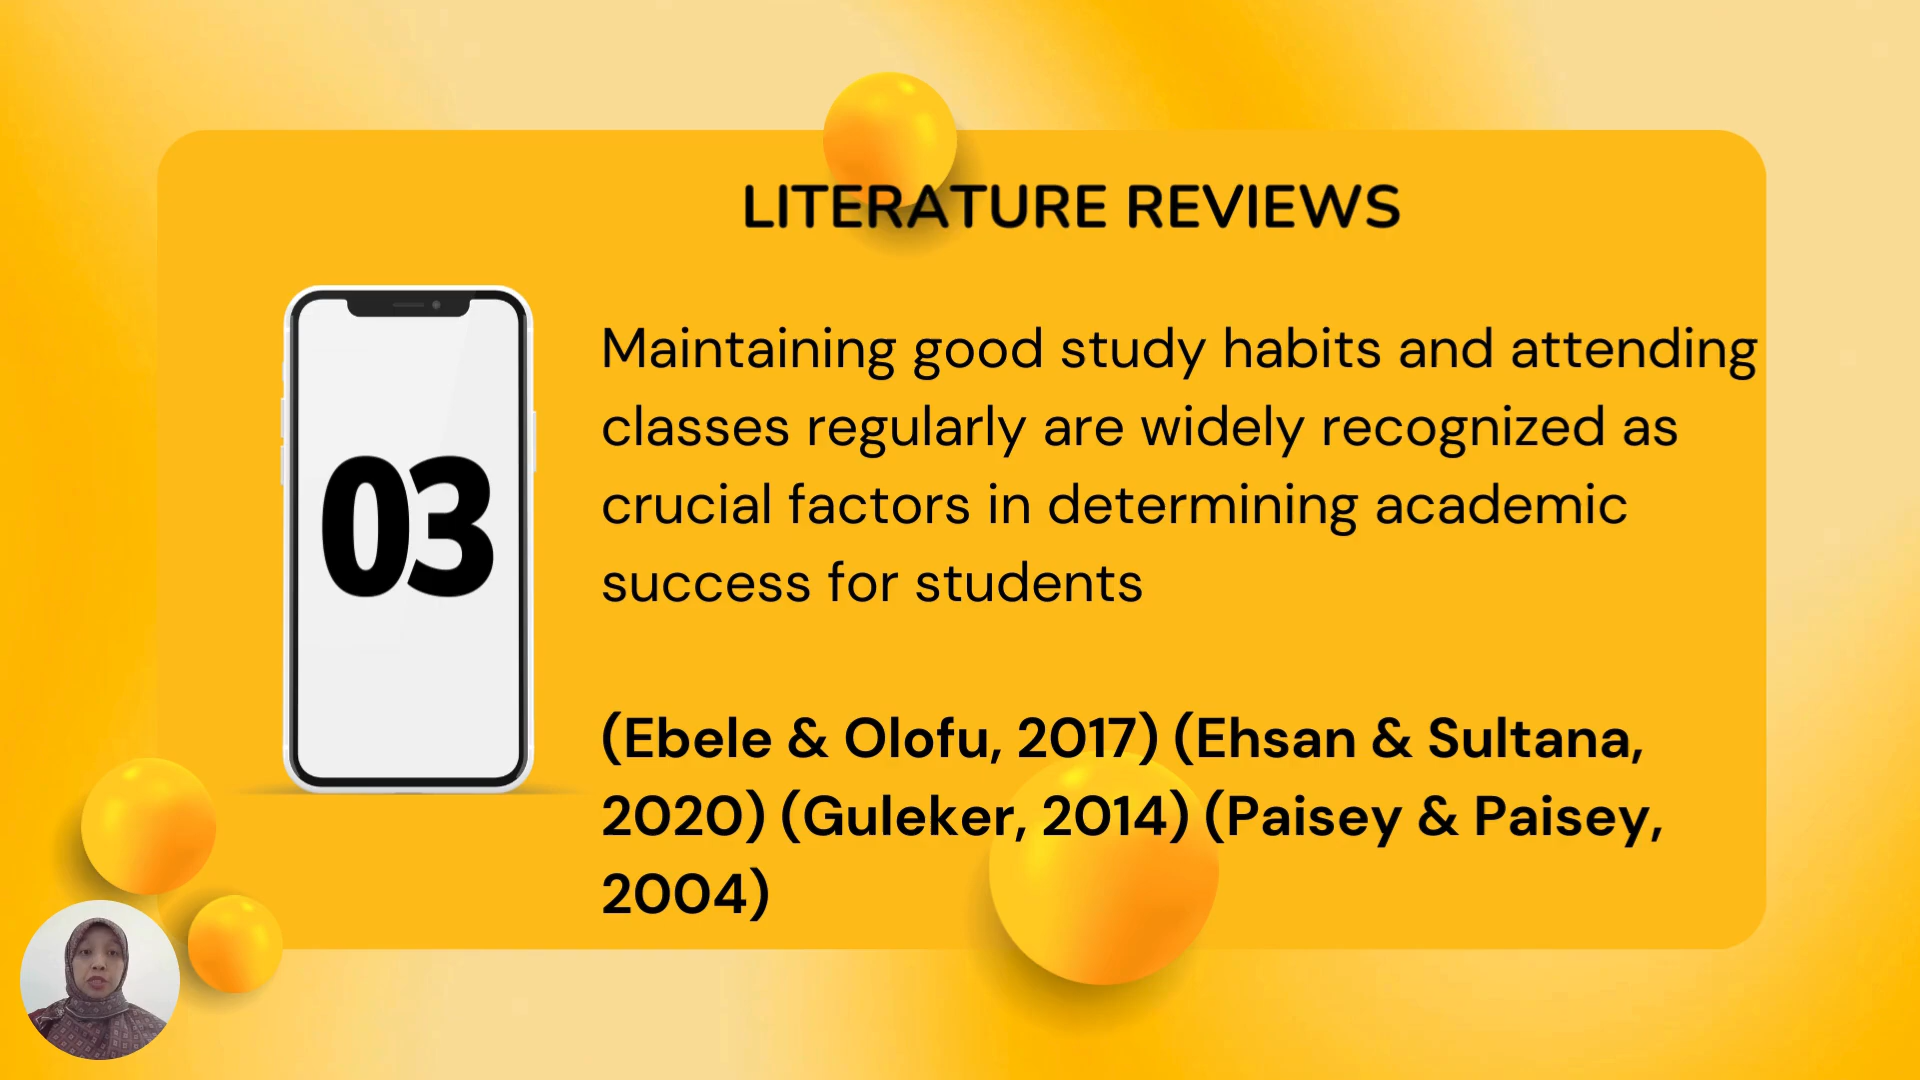 LITERATURE REVIEWS
03
Maintaining good study habits and attending
classes regularly are widely recognized as
crucial factors in determining academic
success for students
(Ebele & Olofu, 2017) (Ehsan & Sultana,
2020) (Guleker, 2014) (Paisey & Paisey,
2004)